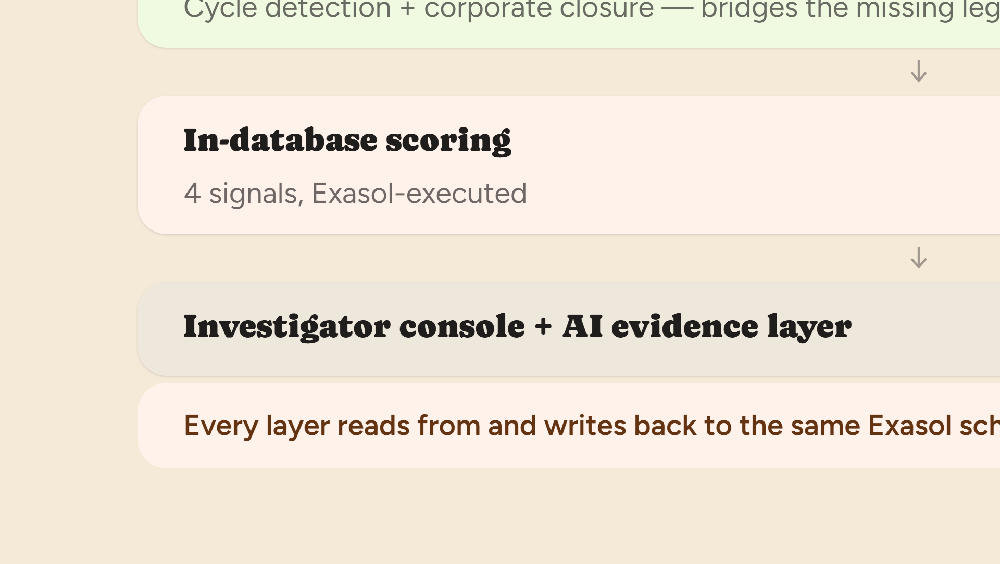 Cycle detection + corporate closure — bridges the missing leg
In-database scoring
4 signals, Exasol-executed
Investigator console + AI evidence layer
Every layer reads from and writes back to the same Exasol sch